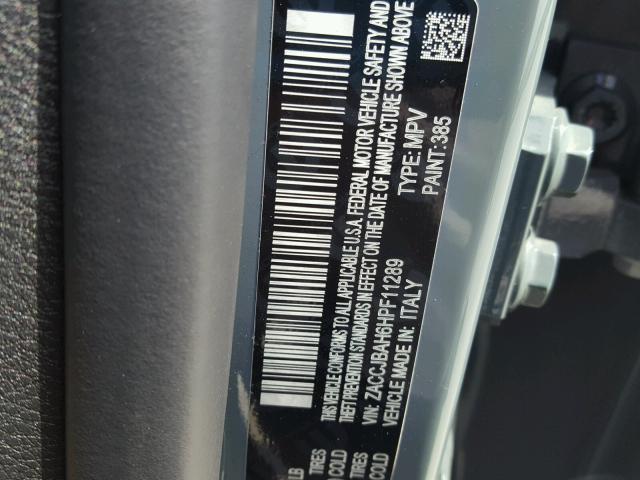 THIS VEHICLE CONFORMS TO ALL APPLICABLE U.S.A. FEDERAL MOTOR VEHICLE SAFETY AND
THEFT PREVENTION STANDARDS IN EFFECT ON THE DATE OF MANUFACTURE SHOWN ABOVE
VIN: ZACCJBAH6HPF11289 TYPE: MPV
VEHICLE MADE IN: ITALY PAINT: 385
LB
TIRES
COLD
TIRES
COLD